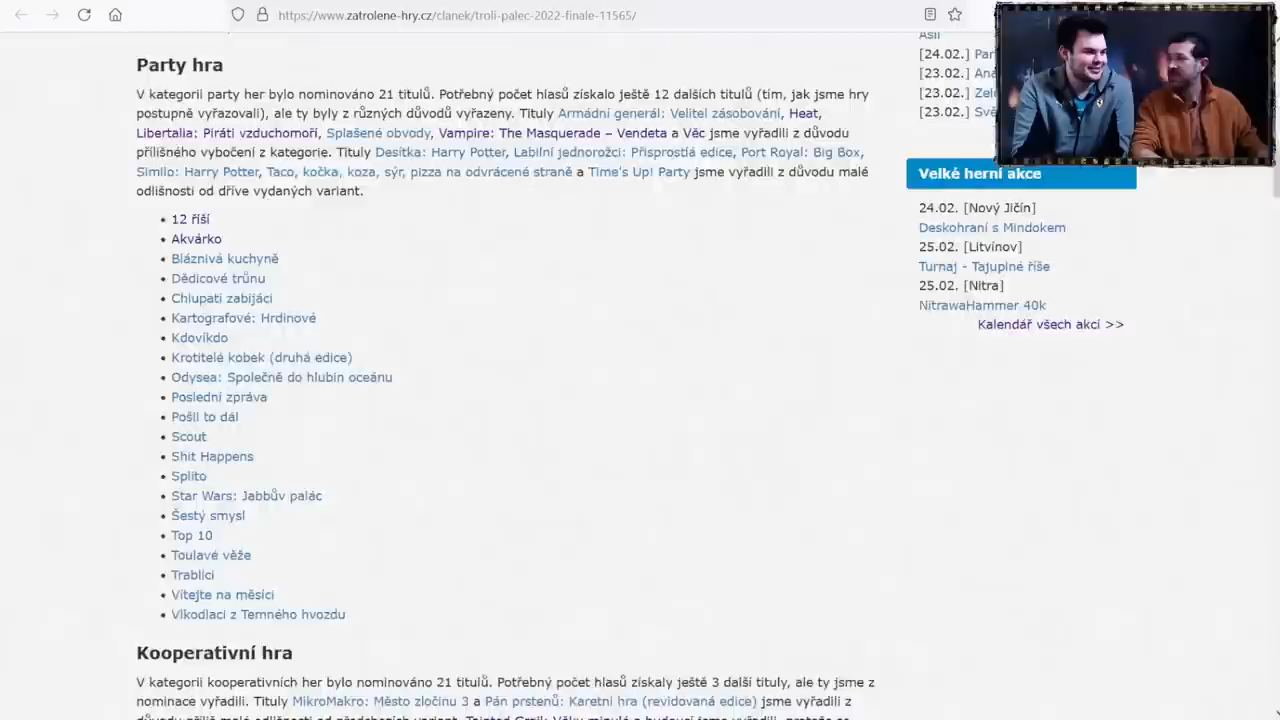 https://www.zatrolene-hry.cz/clanek/troli-palec-2022-finale-11565/
Party hra
V kategorii party her bylo nominováno 21 titulů. Potřebný počet hlasů získalo ještě 12 dalších titulů (tím, jak jsme hry
postupně vyřazovali), ale ty byly z různých důvodů vyřazeny. Tituly Armádní generál: Velitel zásobování, Heat,
Libertalia: Piráti vzduchomoří, Splašené obvody, Vampire: The Masquerade – Vendeta a Věc jsme vyřadili z důvodu
přílišného vybočení z kategorie. Tituly Desítka: Harry Potter, Labilní jednorožci: Přisprostlá edice, Port Royal: Big Box,
Similo: Harry Potter, Taco, kočka, koza, sýr, pizza na odvrácené straně a Time's Up! Party jsme vyřadili z důvodu malé
odlišnosti od dříve vydaných variant.
• 12 říší
• Akvárko
• Bláznivá kuchyně
• Dědicové trůnu
• Chlupatí zabijáci
• Kartografové: Hrdinové
• Kdovíkdo
• Krotitelé kobek (druhá edice)
• Odysea: Společně do hlubin oceánu
• Poslední zpráva
• Pošli to dál
• Scout
• Shit Happens
• Splito
• Star Wars: Jabbův palác
• Šestý smysl
• Top 10
• Toulavé věže
• Trablíci
• Vítejte na měsíci
• Vlkodlaci z Temného hvozdu
Kooperativní hra
V kategorii kooperativních her bylo nominováno 21 titulů. Potřebný počet hlasů získaly ještě 3 další tituly, ale ty jsme z
nominace vyřadili. Tituly MikroMakro: Město zločinu 3 a Pán prstenů: Karetní hra (revidovaná edice) jsme vyřadili z
[24.02.]
[23.02.]
[23.02.]
[23.02.]
Velké herní akce
24.02. [Nový Jičín]
Deskohraní s Mindokem
25.02. [Litvínov]
Turnaj - Tajuplné říše
25.02. [Nitra]
NitrawaHammer 40k
Kalendář všech akcí >>